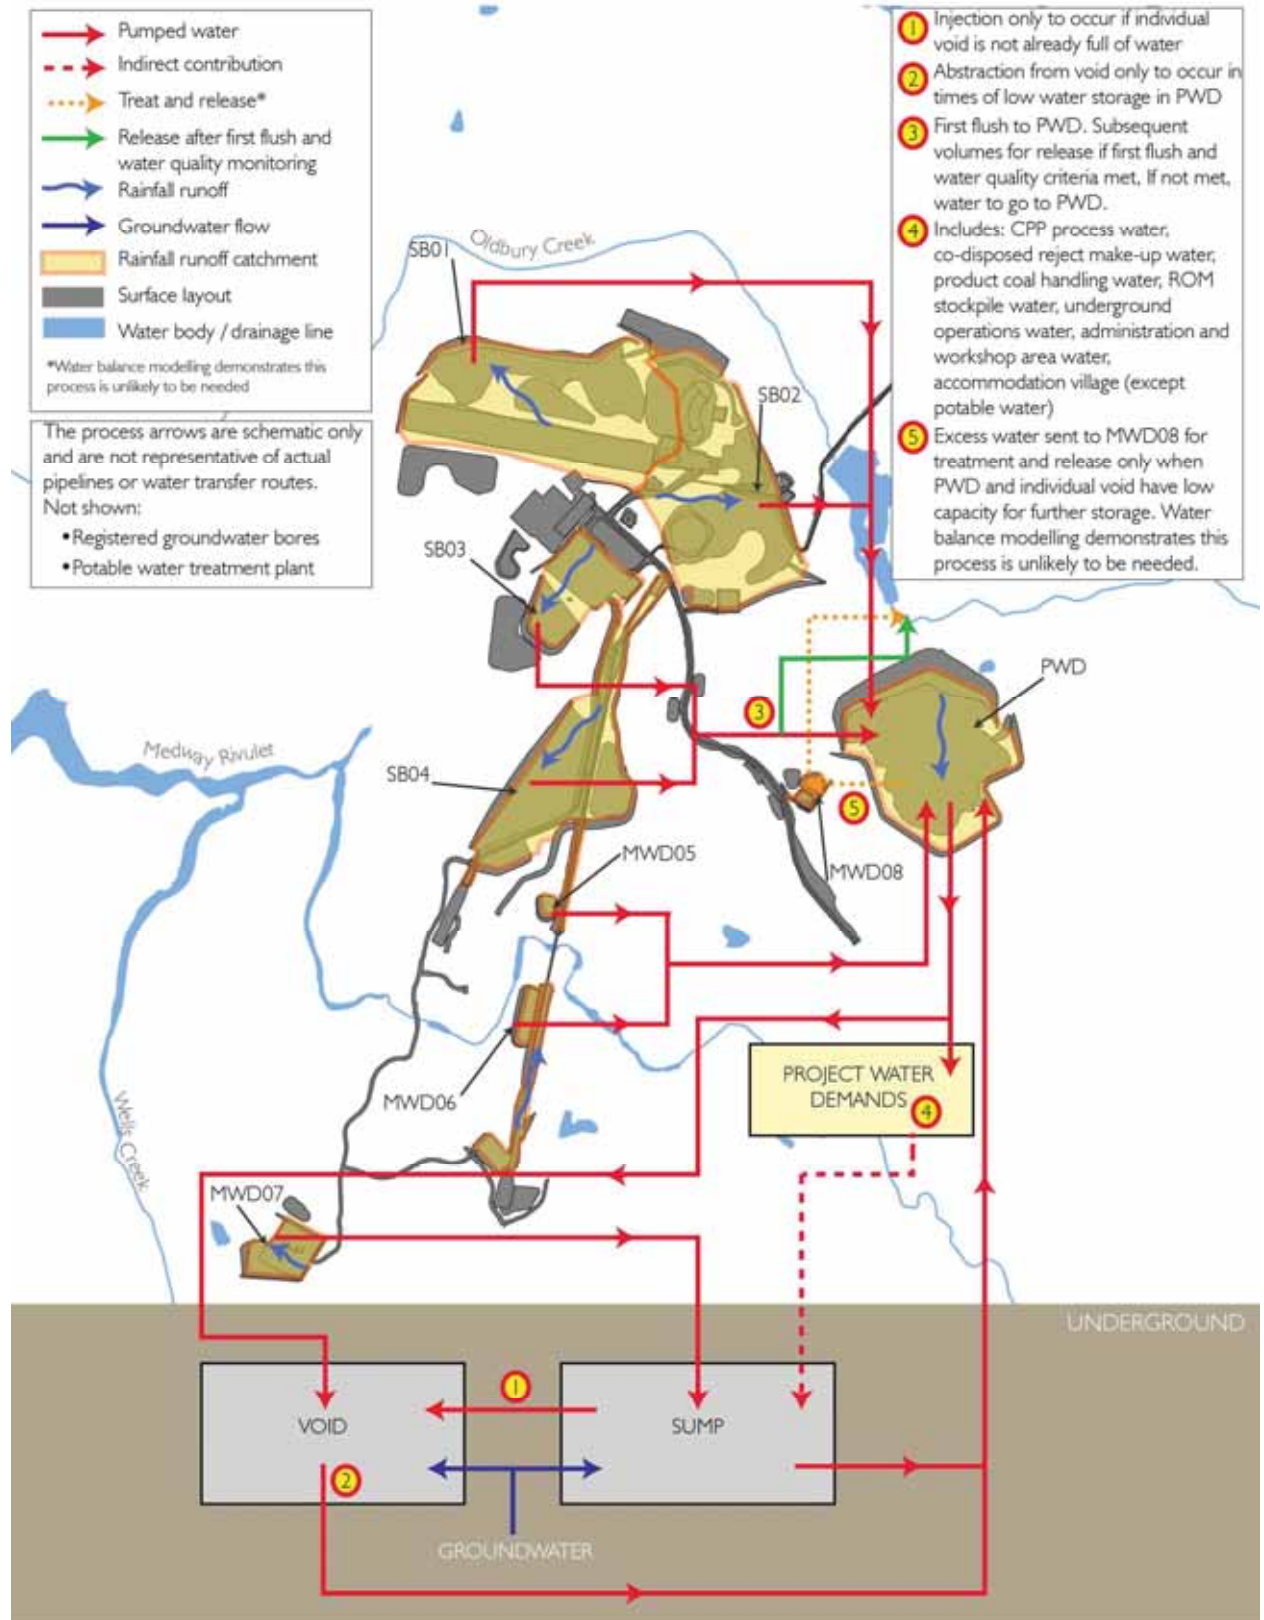 Pumped water
Indirect contribution
Treat and release*
Release after first flush and
water quality monitoring
Rainfall runoff
Groundwater flow
Rainfall runoff catchment
Surface layout
Water body / drainage line
*Water balance modelling demonstrates this
process is unlikely to be needed
The process arrows are schematic only
and are not representative of actual
pipelines or water transfer routes.
Not shown:
•Registered groundwater bores
•Potable water treatment plant
1 Injection only to occur if individual
void is not already full of water
2 Abstraction from void only to occur in
times of low water storage in PWD
3 First flush to PWD. Subsequent
volumes for release if first flush and
water quality criteria met, If not met,
water to go to PWD.
4 Includes: CPP process water,
co-disposed reject make-up water,
product coal handling water, ROM
stockpile water, underground
operations water, administration and
workshop area water,
accommodation village (except
potable water)
5 Excess water sent to MWD08 for
treatment and release only when
PWD and individual void have low
capacity for further storage. Water
balance modelling demonstrates this
process is unlikely to be needed.
Oldbury Creek
SB01
SB02
SB03
PWD
3
Medway Rivulet
SB04
5
MWD05
MWD08
PROJECT WATER
DEMANDS
4
MWD06
Wells Creek
MWD07
UNDERGROUND
1
VOID
SUMP
2
GROUNDWATER